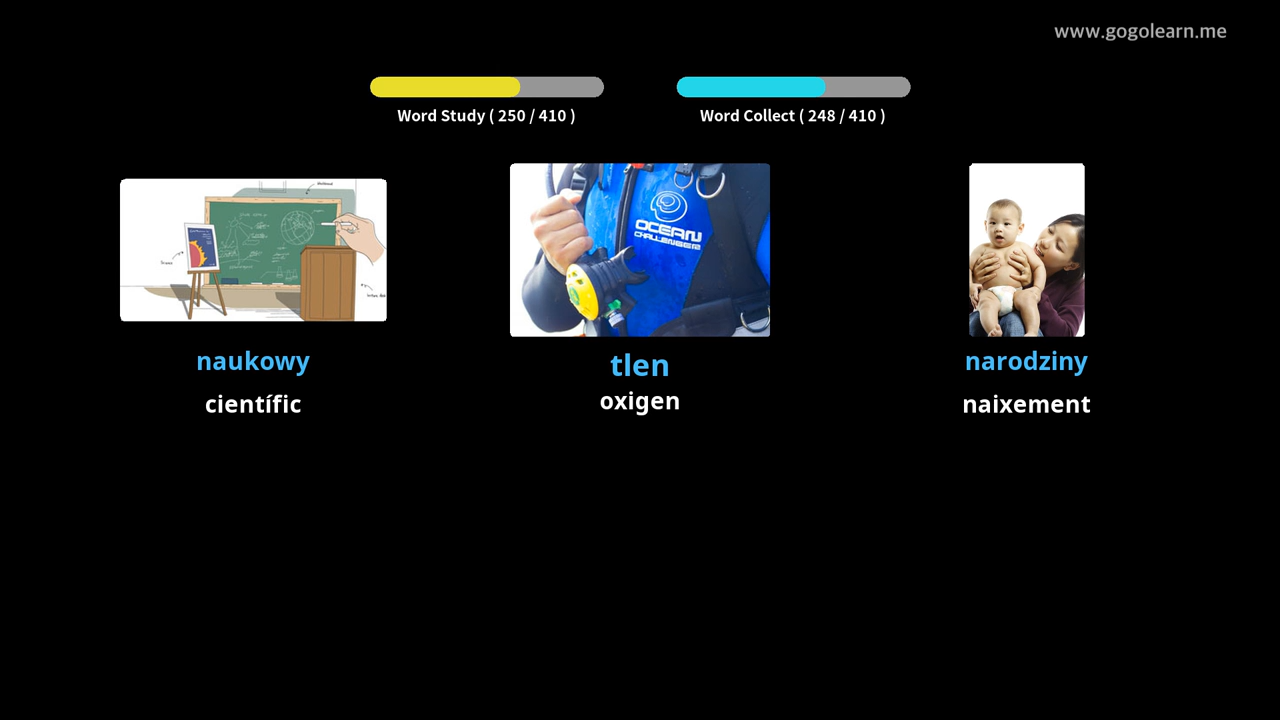 www.gogolearn.me
Word Study ( 250 / 410 )
Word Collect ( 248 / 410 )
OCEAN
CHALLENGER
naukowy
científic
tlen
oxigen
narodziny
naixement